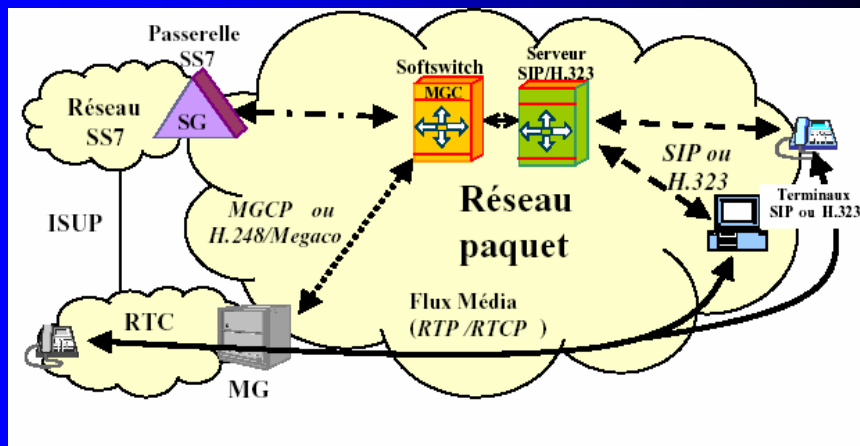 Passerelle
SS7
Softswitch
Serveur
SIP/H.323
MGC
Réseau
SS7
SG
SIP ou
H.323
Terminaux
SIP ou H.323
ISUP
MGCP ou
H.248/Megaco
Réseau
paquet
RTC
Flux Média
(RTP /RTCP )
MG